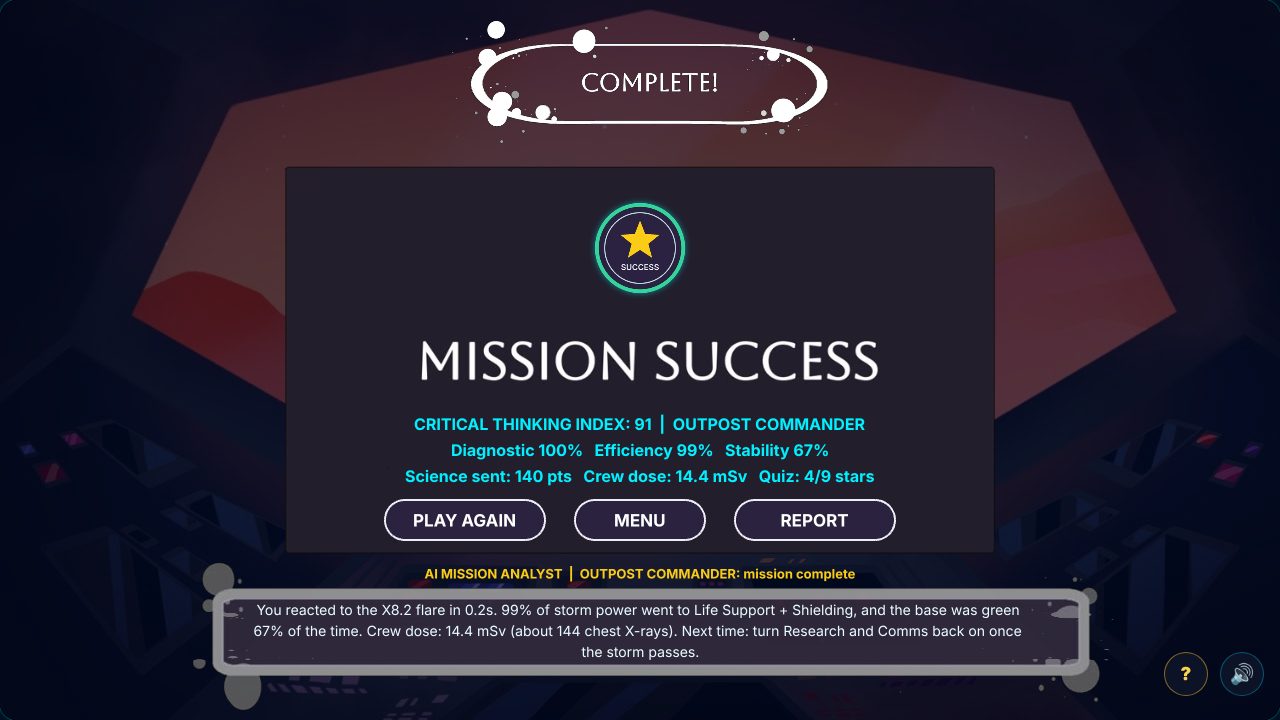 COMPLETE!
SUCCESS
MISSION SUCCESS
CRITICAL THINKING INDEX: 91 | OUTPOST COMMANDER
Diagnostic 100% Efficiency 99% Stability 67%
Science sent: 140 pts Crew dose: 14.4 mSv Quiz: 4/9 stars
PLAY AGAIN MENU REPORT
AI MISSION ANALYST | OUTPOST COMMANDER: mission complete
You reacted to the X8.2 flare in 0.2s. 99% of storm power went to Life Support + Shielding, and the base was green
67% of the time. Crew dose: 14.4 mSv (about 144 chest X-rays). Next time: turn Research and Comms back on once
the storm passes.
?